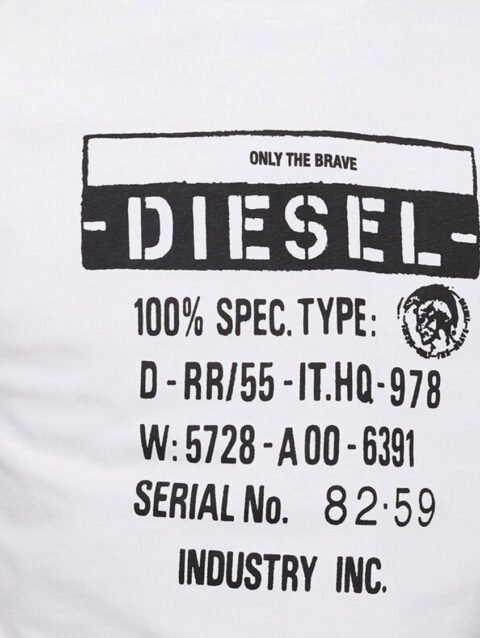 ONLY THE BRAVE
-DIESEL-
100% SPEC. TYPE:
D-RR/55-IT.HQ-978
W: 5728-A00-6391
SERIAL No. 82·59
INDUSTRY INC.